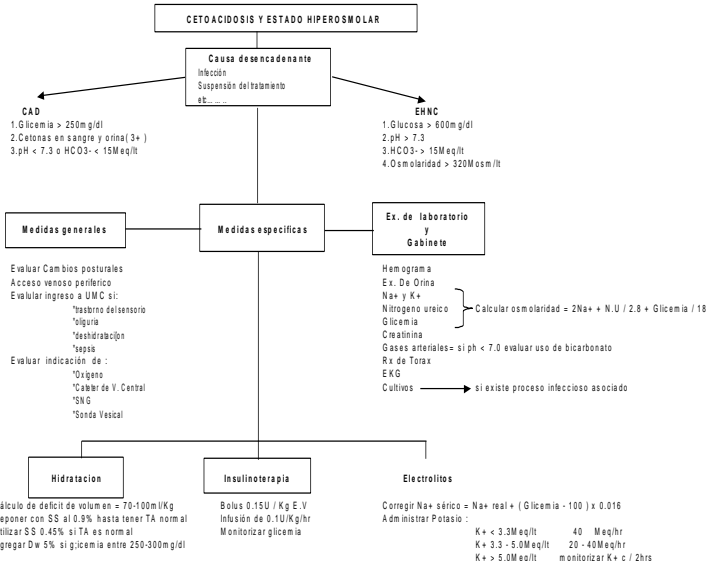 CETOACIDOSIS Y ESTADO HIPEROSMOLAR
Causa desencadenante
Infección
Suspensión del tratamiento
etc........
CAD
1.Glicemia > 250mg/dl
2.Cetonas en sangre y orina( 3+ )
3.pH < 7.3 o HCO3- < 15Meq/lt
EHNC
1.Glucosa > 600mg/dl
2.pH > 7.3
3.HCO3- > 15Meq/lt
4.Osmolaridad > 320Mosm/lt
Medidas generales
Medidas especificas
Ex. de laboratorio
y
Gabinete
Evaluar Cambios posturales
Acceso venoso periferico
Evalular ingreso a UMC si:
"trastorno del sensorio
"oliguria
"deshidrataci[on
"sepsis
Evaluar indicación de :
"Oxígeno
"Cateter de V. Central
"SNG
"Sonda Vesical
Hemograma
Ex. De Orina
Na+ y K+
Nitrogeno ureico
Calcular osmolaridad = 2Na+ + N.U / 2.8 + Glicemia / 18
Glicemia
Creatinina
Gases arteriales= si ph < 7.0 evaluar uso de bicarbonato
Rx de Torax
EKG
Cultivos
si existe proceso infeccioso asociado
Hidratacion
álculo de deficit de volumen = 70-100ml/Kg
eponer con SS al 0.9% hasta tener TA normal
tilizar SS 0.45% si TA es normal
gregar Dw 5% si g;icemia entre 250-300mg/dl
Insulinoterapia
Bolus 0.15U / Kg E.V
Infusión de 0.1U/Kg/hr
Monitorizar glicemia
Electrolitos
Corregir Na+ sérico = Na+ real + ( Glicemia - 100 ) x 0.016
Administrar Potasio :
K+ < 3.3Meq/lt 40 Meq/hr
K+ 3.3 - 5.0Meq/lt 20 - 40Meq/hr
K+ > 5.0Meq/lt monitorizar K+ c / 2hrs